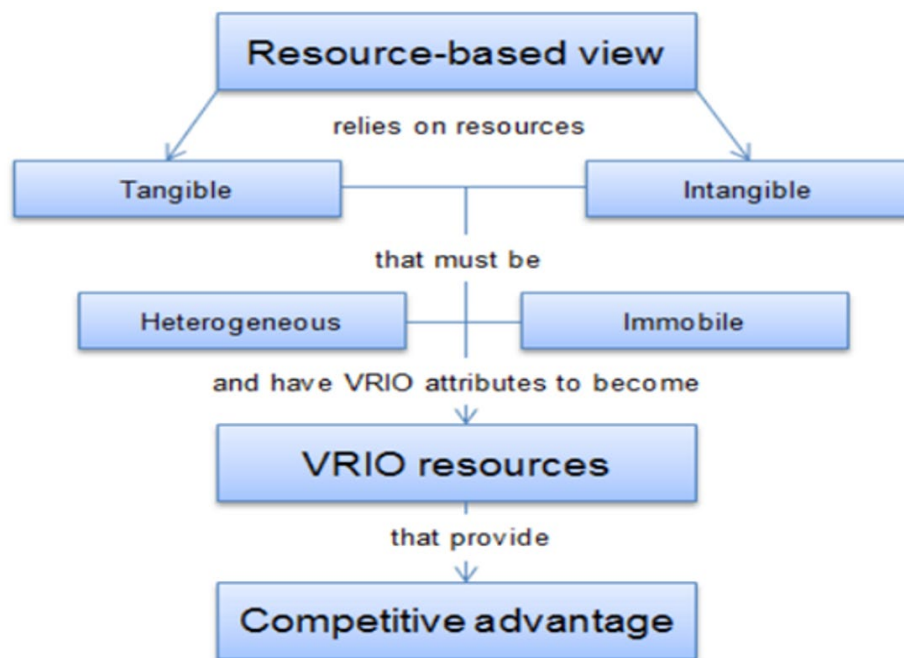 Resource-based view
relies on resources
Tangible
Intangible
that must be
Heterogeneous
Immobile
and have VRIO attributes to become
VRIO resources
that provide
Competitive advantage